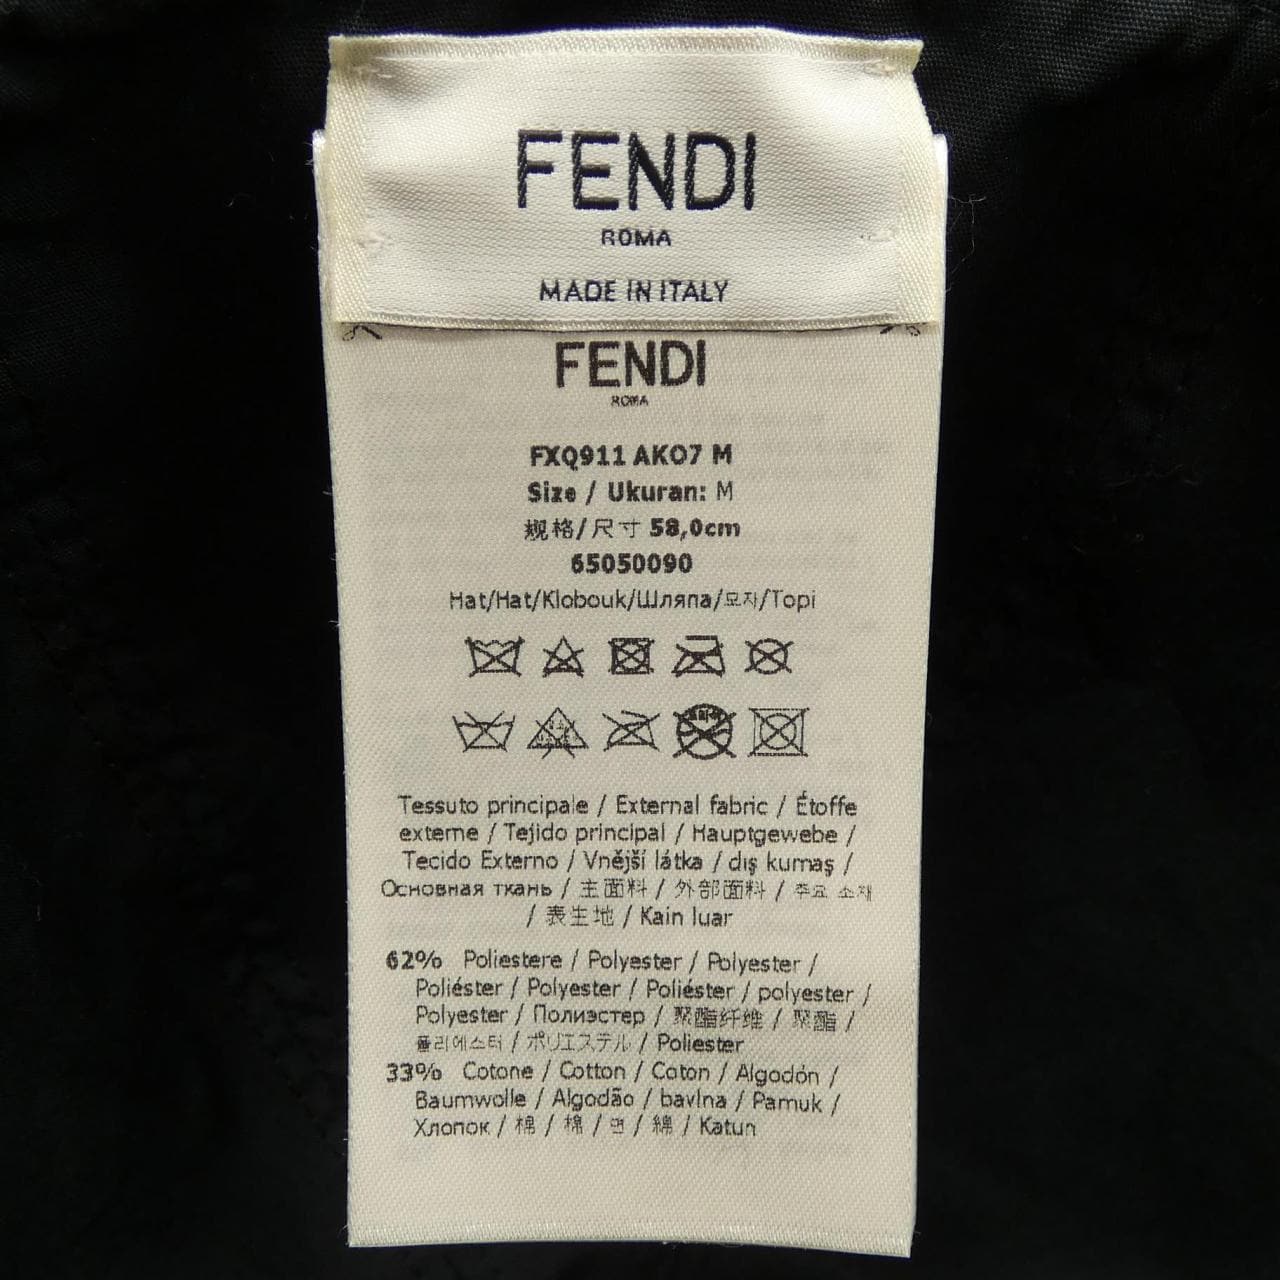 FENDI
ROMA
MADE IN ITALY
FENDI
ROMA
FXQ911 AKO7 M
Size / Ukuran: M
规格/尺寸 58,0cm
65050090
Hat/Hat/Klobouk/Шляпа/모자/Topi
Tessuto principale / External fabric / Étoffe
externe / Tejido principal / Hauptgewebe /
Tecido Externo / Vnější látka / dış kumaş /
Основная ткань / 主面料 / 外部面料 / 주요 소재
/ 表生地 / Kain luar
62% Poliestere / Polyester / Polyester /
Poliéster / Polyester / Poliéster / polyester /
Polyester / Полиэстер / 聚酯纤维 / 聚酯 /
폴리에스터 / ポリエステル / Poliester
33% Cotone / Cotton / Coton / Algodón /
Baumwolle / Algodão / bavlna / Pamuk /
Хлопок / 棉 / 棉 / 면 / 綿 / Katun